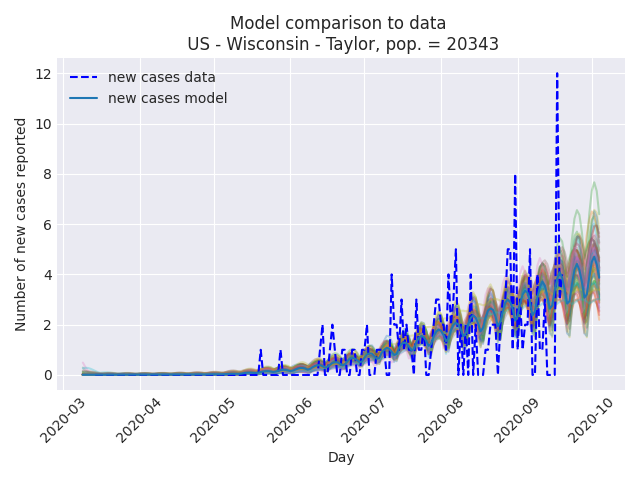 Model comparison to data
US - Wisconsin - Taylor, pop. = 20343
new cases data
new cases model
Number of new cases reported
12
10
8
6
4
2
0
2020-03
2020-04
2020-05
2020-06
2020-07
2020-08
2020-09
2020-10
Day